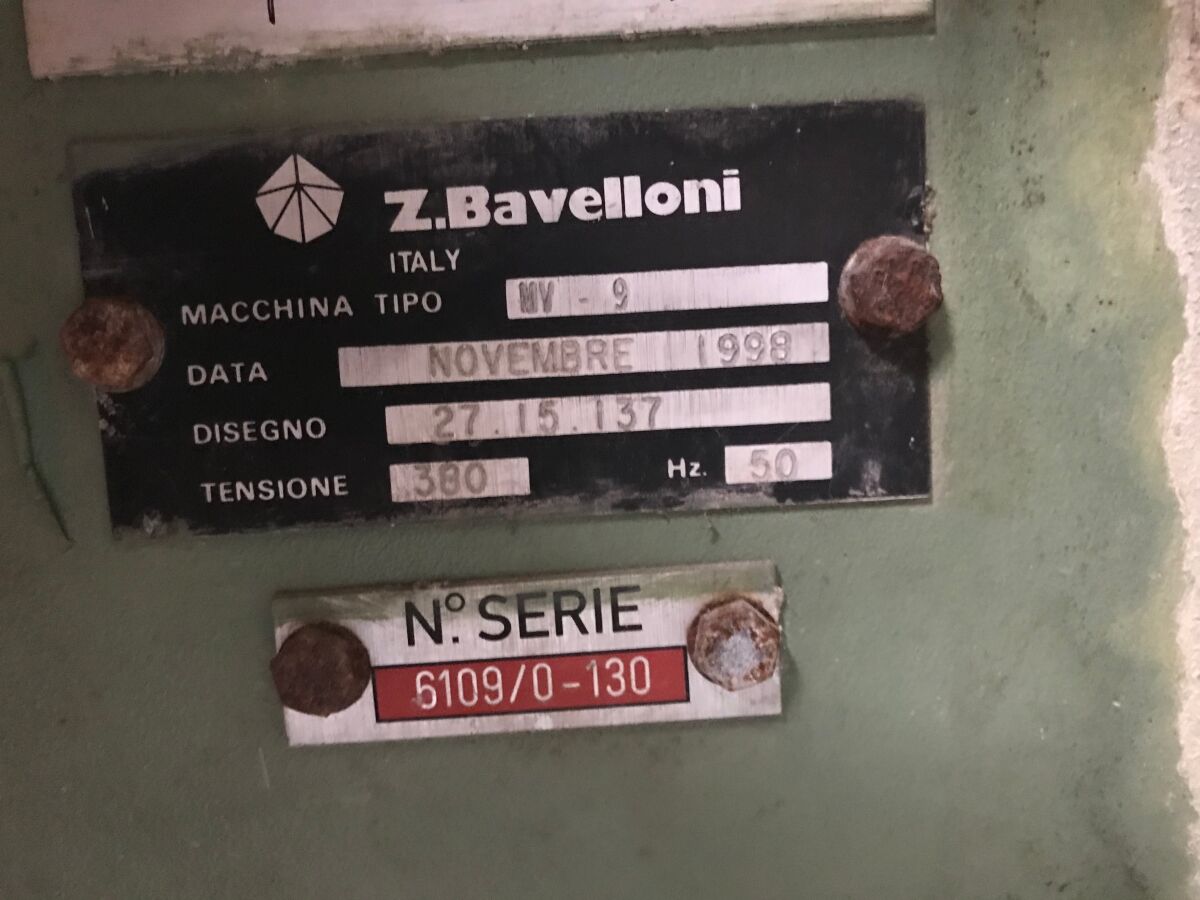 Z.Bavelloni
ITALY
MACCHINA TIPO MV - 9
DATA NOVEMBRE 1998
DISEGNO 27.15.137
TENSIONE 380 Hz. 50
N°. SERIE
6109/0-130